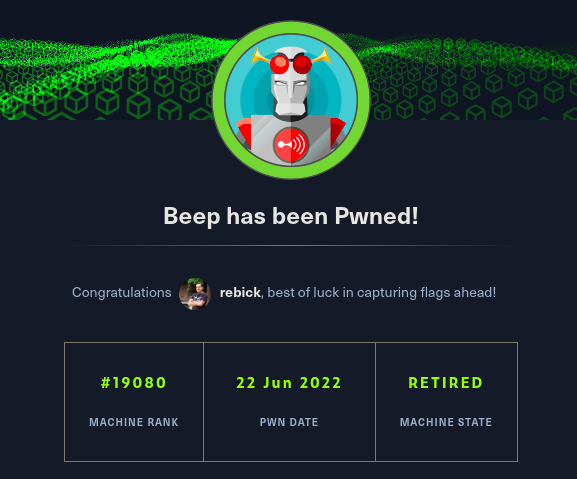 Beep has been Pwned!
Congratulations rebick, best of luck in capturing flags ahead!
#19080 22 Jun 2022 RETIRED
MACHINE RANK PWN DATE MACHINE STATE